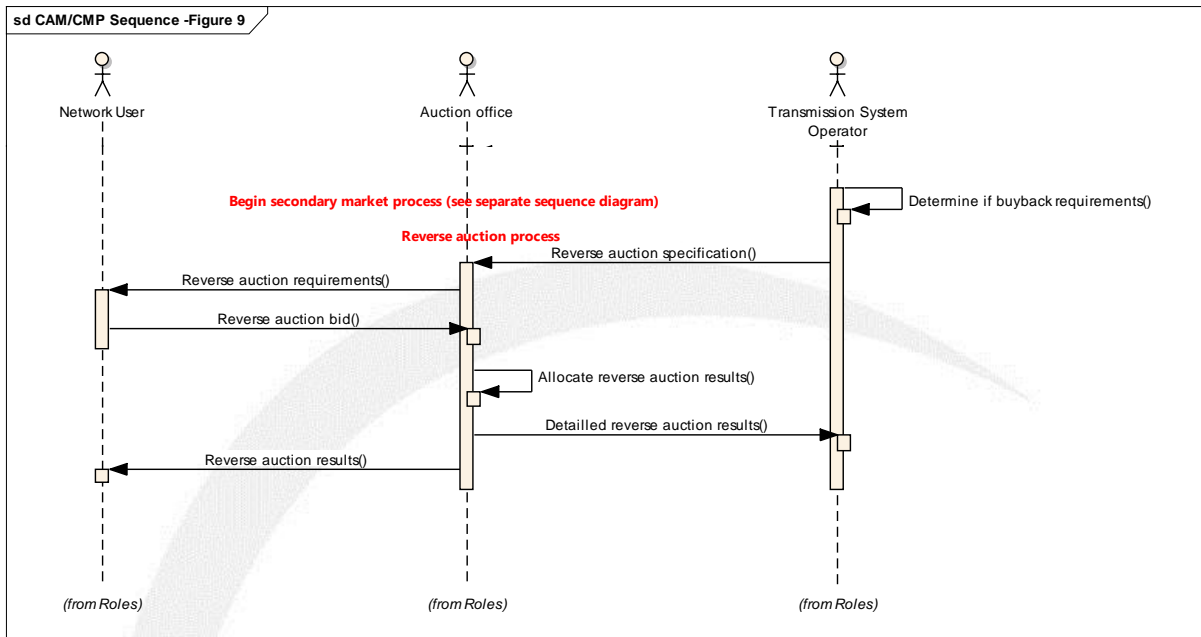 sd CAM/CMP Sequence -Figure 9
Network User
Auction office
Transmission System
Operator
Begin secondary market process (see separate sequence diagram)
Determine if buyback requirements()
Reverse auction process
Reverse auction specification()
Reverse auction requirements()
Reverse auction bid()
Allocate reverse auction results()
Detailled reverse auction results()
Reverse auction results()
(from Roles)
(from Roles)
(from Roles)